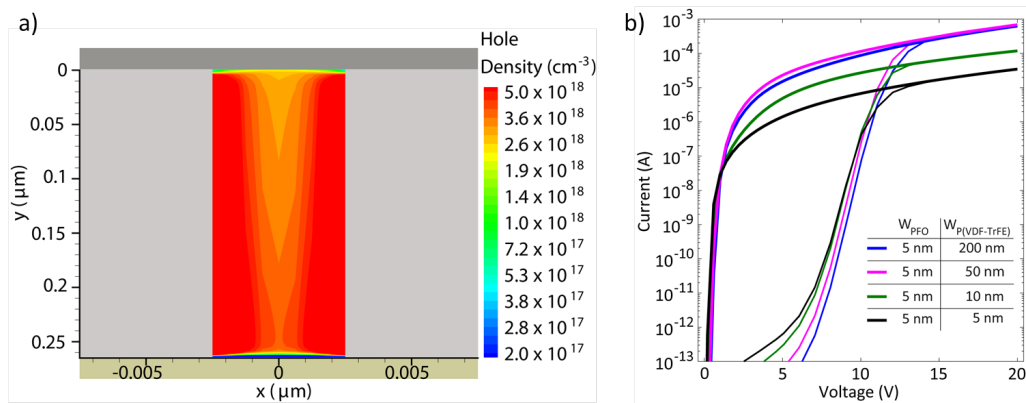 a)
Hole
Density (cm⁻³)
5.0 x 10¹⁸
3.6 x 10¹⁸
2.6 x 10¹⁸
1.9 x 10¹⁸
1.4 x 10¹⁸
1.0 x 10¹⁸
7.2 x 10¹⁷
5.3 x 10¹⁷
3.8 x 10¹⁷
2.8 x 10¹⁷
2.0 x 10¹⁷
0
0.05
0.1
0.15
0.2
0.25
y (µm)
-0.005 0 0.005
x (µm)
b)
10⁻³
10⁻⁴
10⁻⁵
10⁻⁶
10⁻⁷
10⁻⁸
10⁻⁹
10⁻¹⁰
10⁻¹¹
10⁻¹²
10⁻¹³
Current (A)
W_PFO W_P(VDF-TrFE)
5 nm 200 nm
5 nm 50 nm
5 nm 10 nm
5 nm 5 nm
0 5 10 15 20
Voltage (V)